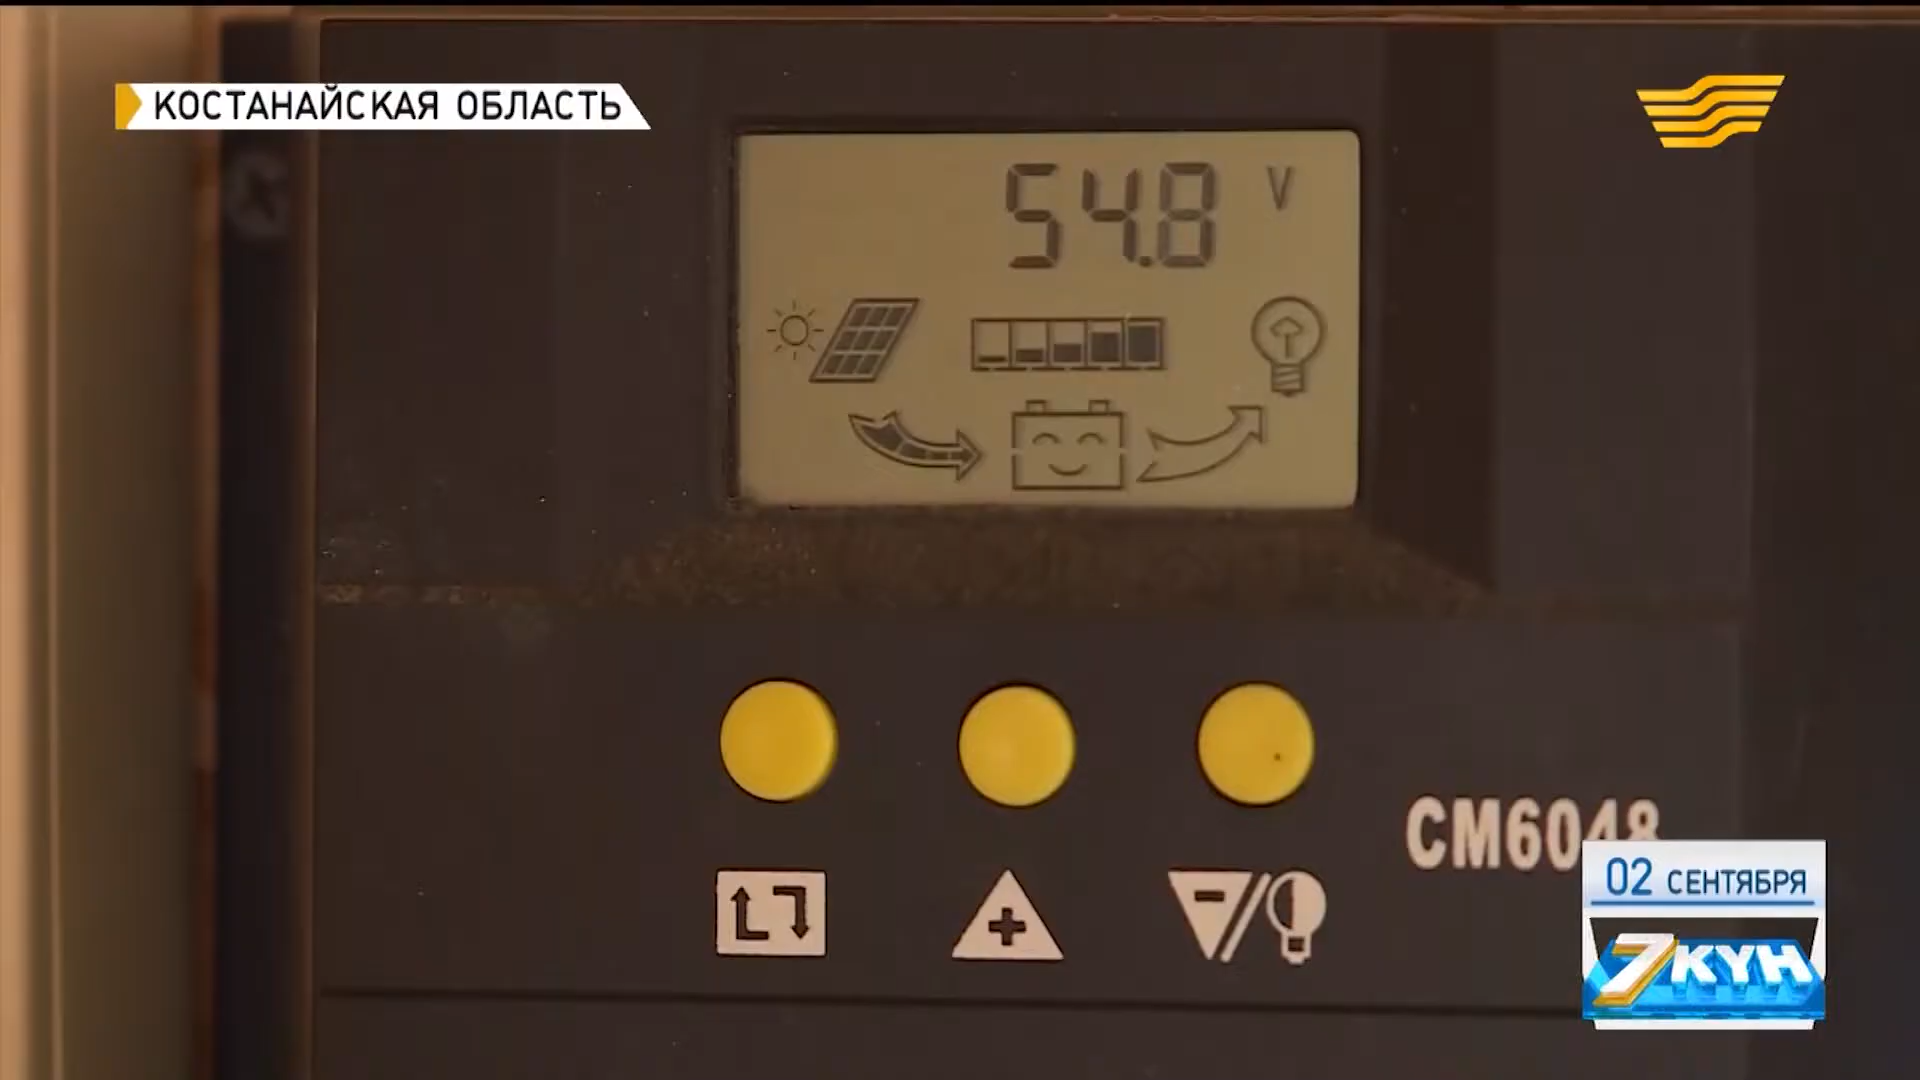 КОСТАНАЙСКАЯ ОБЛАСТЬ
54.8 V
CM6048
02 СЕНТЯБРЯ
7 КҮН